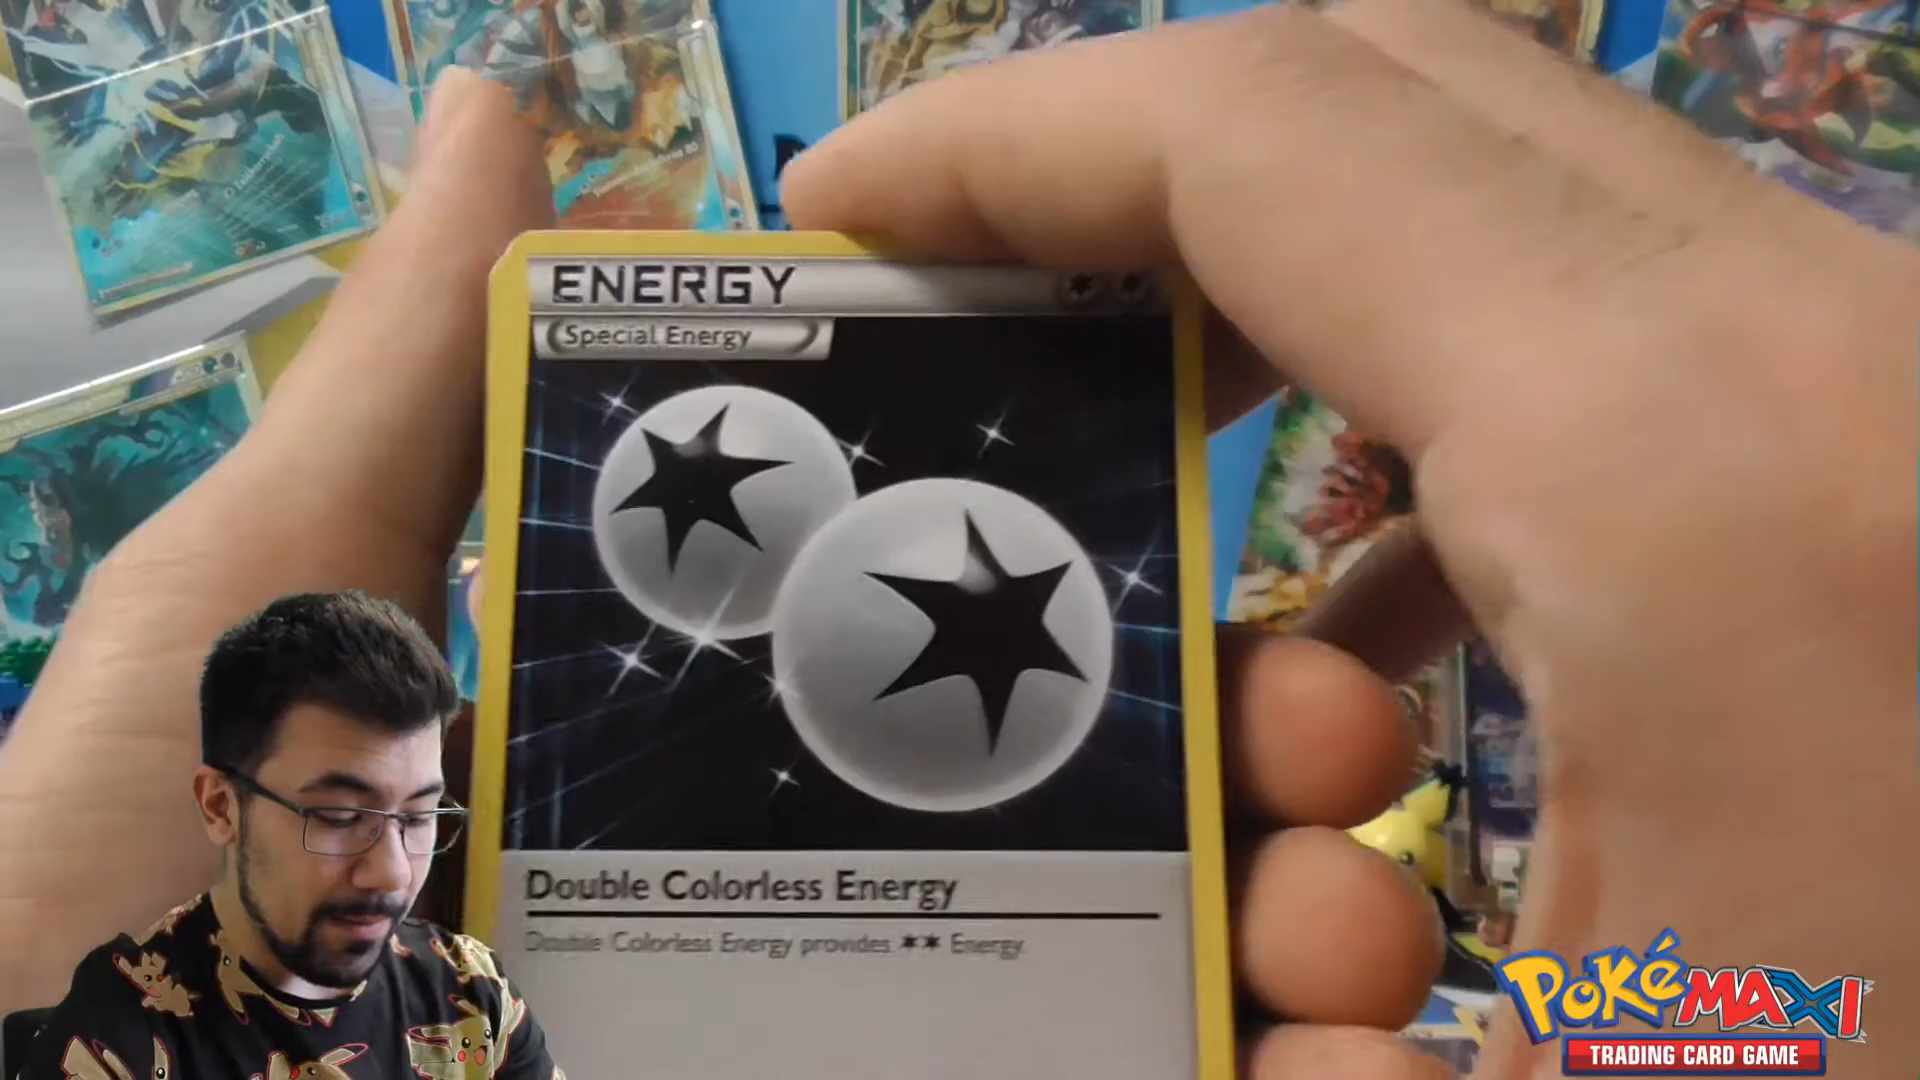 ENERGY
Special Energy
Double Colorless Energy
Double Colorless Energy provides ** Energy.
POKéMAXI
TRADING CARD GAME